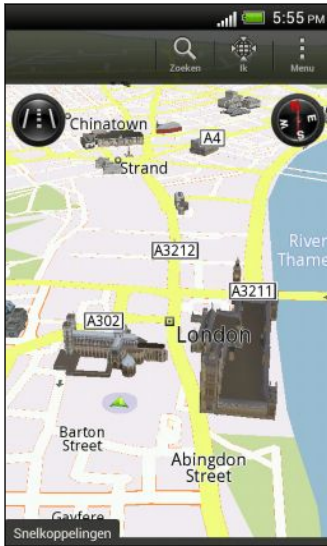 5:55 PM
Zoeken
Ik
Menu
Chinatown
A4
Strand
River
Thame
A3212
A3211
A302
London
Barton
Street
Abingdon
Street
Gayfere
Snelkoppelingen